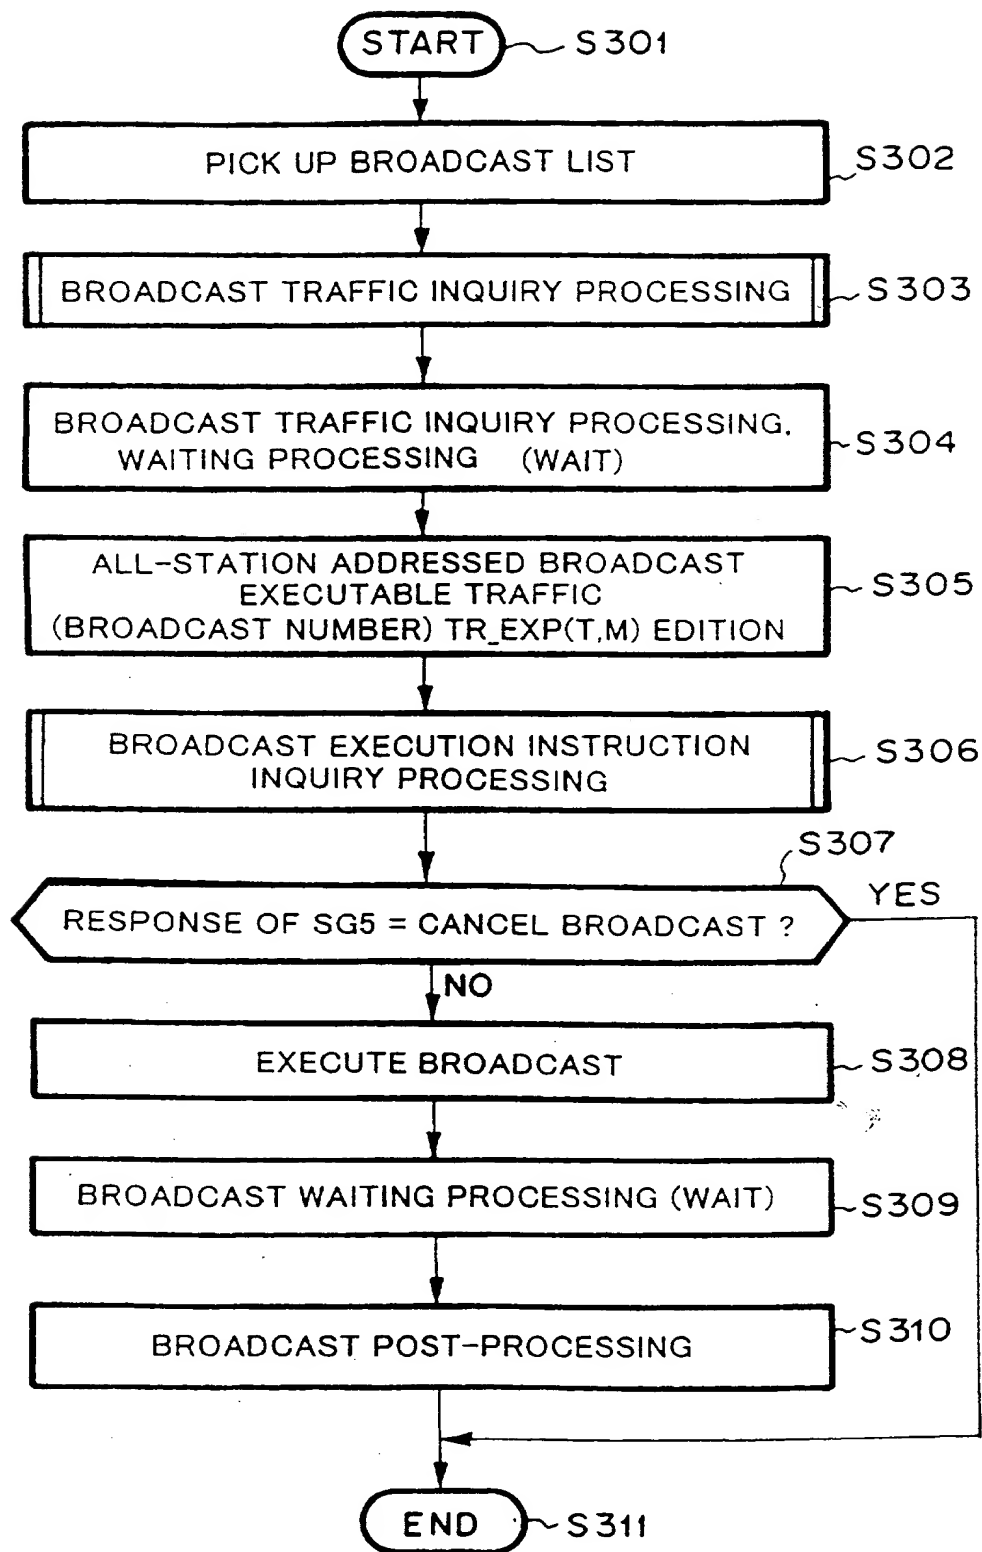 START
S301
PICK UP BROADCAST LIST
S302
BROADCAST TRAFFIC INQUIRY PROCESSING
S303
BROADCAST TRAFFIC INQUIRY PROCESSING,
WAITING PROCESSING (WAIT)
S304
ALL-STATION ADDRESSED BROADCAST
EXECUTABLE TRAFFIC
(BROADCAST NUMBER) TR_EXP(T,M) EDITION
S305
BROADCAST EXECUTION INSTRUCTION
INQUIRY PROCESSING
S306
S307
RESPONSE OF SG5 = CANCEL BROADCAST ?
YES
NO
EXECUTE BROADCAST
S308
BROADCAST WAITING PROCESSING (WAIT)
S309
BROADCAST POST-PROCESSING
S310
END
S311